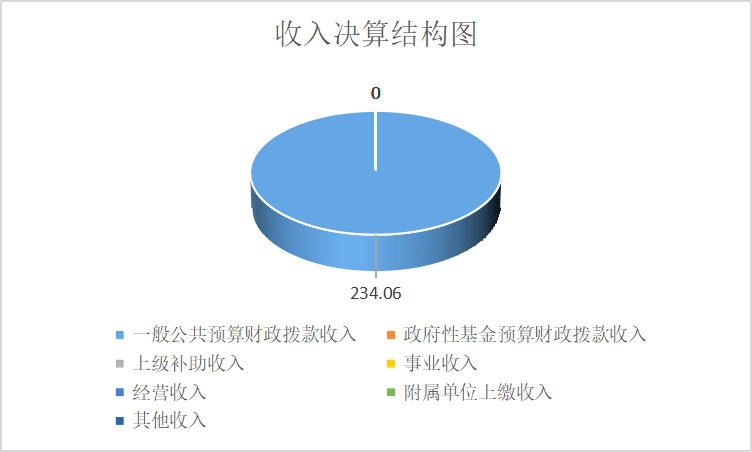 收入决算结构图
0
234.06
一般公共预算财政拨款收入 政府性基金预算财政拨款收入
上级补助收入 事业收入
经营收入 附属单位上缴收入
其他收入